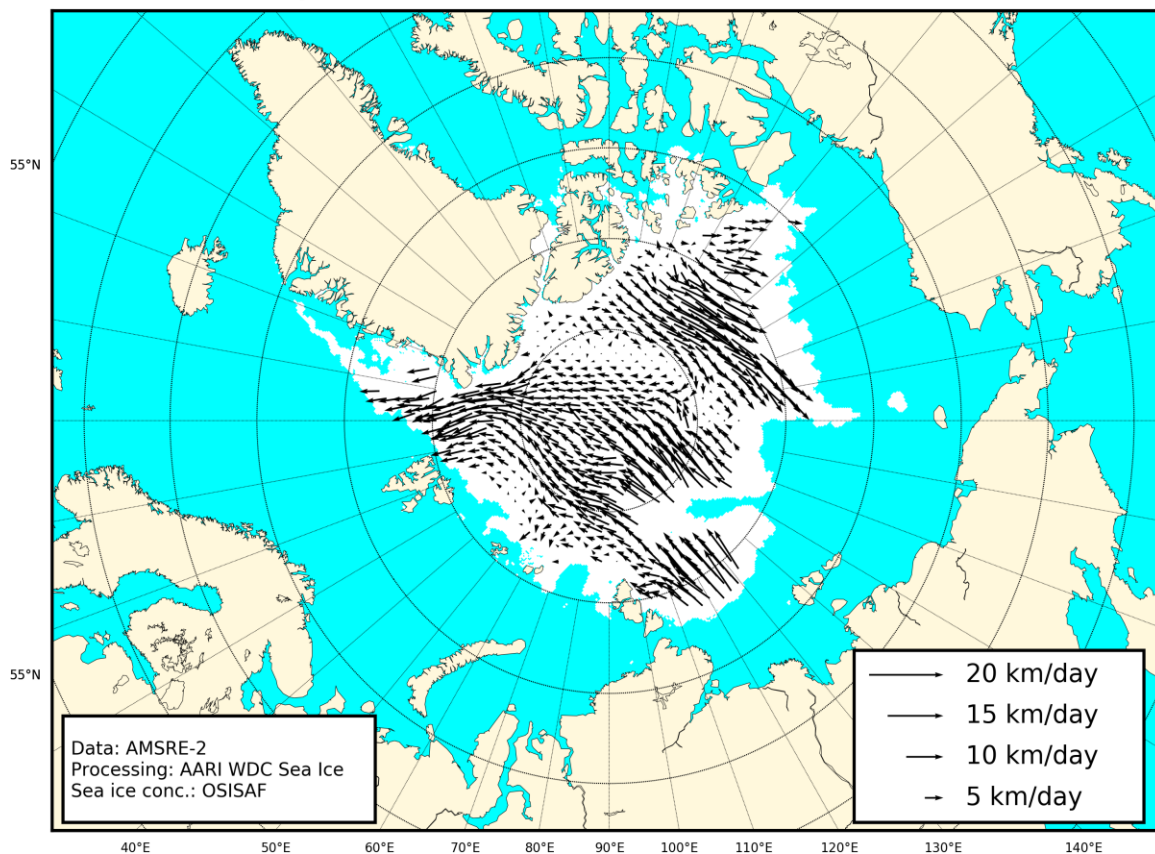 55°N
55°N
20 km/day
15 km/day
10 km/day
5 km/day
Data: AMSRE-2
Processing: AARI WDC Sea Ice
Sea ice conc.: OSISAF
40°E 50°E 60°E 70°E 80°E 90°E 100°E 110°E 120°E 130°E 140°E